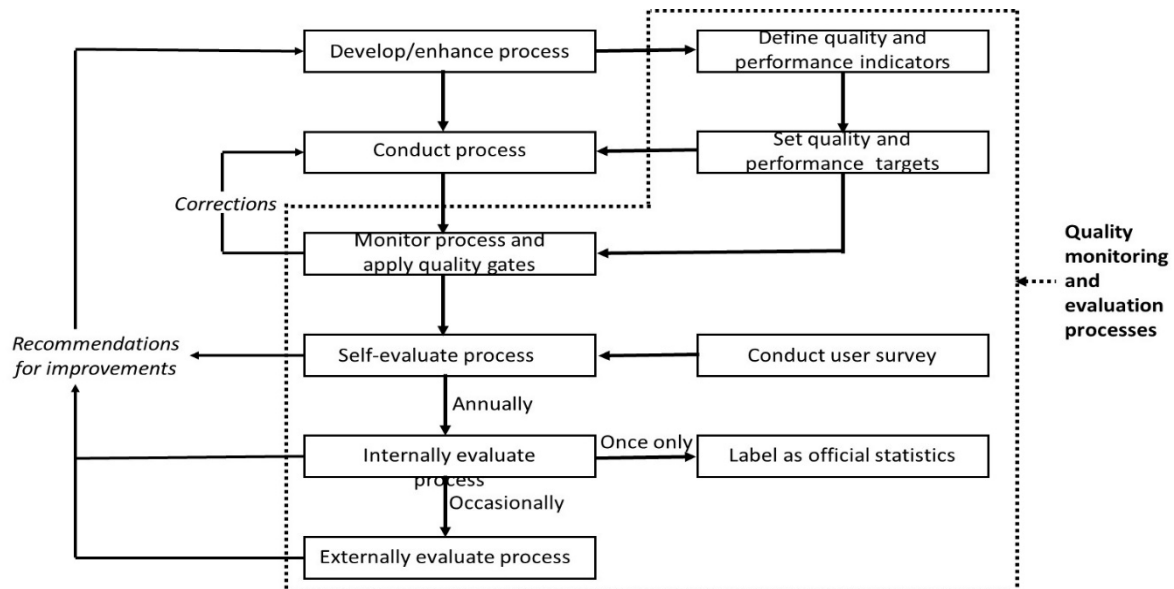 Develop/enhance process
Define quality and
performance indicators
Conduct process
Set quality and
performance targets
Corrections
Monitor process and
apply quality gates
Quality
monitoring
and
evaluation
processes
Recommendations
for improvements
Self-evaluate process
Conduct user survey
Annually
Internally evaluate
process
Once only
Label as official statistics
Occasionally
Externally evaluate process